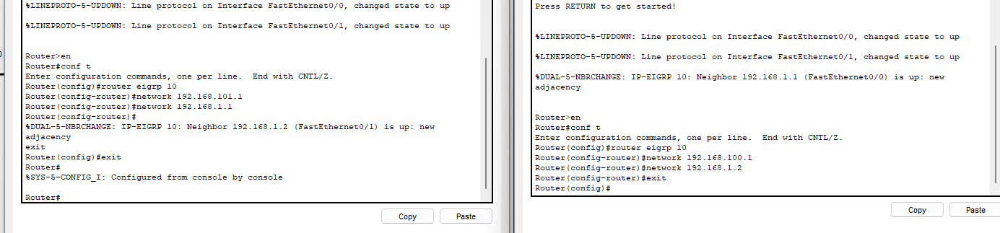 %LINEPROTO-5-UPDOWN: Line protocol on Interface FastEthernet0/0, changed state to up
%LINEPROTO-5-UPDOWN: Line protocol on Interface FastEthernet0/1, changed state to up
Router>en
Router#conf t
Enter configuration commands, one per line.  End with CNTL/Z.
Router(config)#router eigrp 10
Router(config-router)#network 192.168.101.1
Router(config-router)#network 192.168.1.1
Router(config-router)#
%DUAL-5-NBRCHANGE: IP-EIGRP 10: Neighbor 192.168.1.2 (FastEthernet0/1) is up: new
adjacency
exit
Router(config)#exit
Router#
%SYS-5-CONFIG_I: Configured from console by console
Router#
Copy
Paste
Press RETURN to get started!
%LINEPROTO-5-UPDOWN: Line protocol on Interface FastEthernet0/0, changed state to up
%LINEPROTO-5-UPDOWN: Line protocol on Interface FastEthernet0/1, changed state to up
%DUAL-5-NBRCHANGE: IP-EIGRP 10: Neighbor 192.168.1.1 (FastEthernet0/0) is up: new
adjacency
Router>en
Router#conf t
Enter configuration commands, one per line.  End with CNTL/Z.
Router(config)#router eigrp 10
Router(config-router)#network 192.168.100.1
Router(config-router)#network 192.168.1.2
Router(config-router)#exit
Router(config)#
Copy
Paste